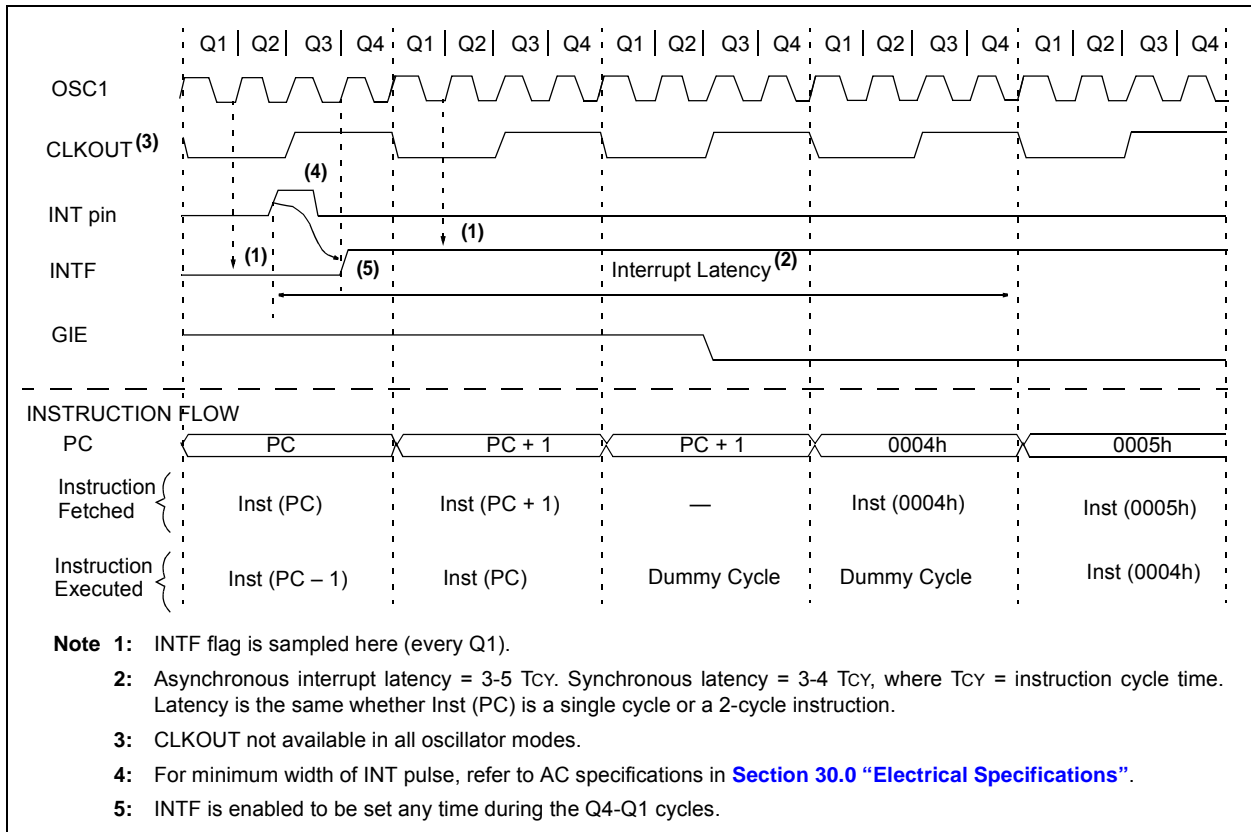 Q1 Q2 Q3 Q4 Q1 Q2 Q3 Q4 Q1 Q2 Q3 Q4 Q1 Q2 Q3 Q4 Q1 Q2 Q3 Q4
OSC1
CLKOUT (3)
(4)
INT pin
(1)
(1)
INTF
(5)
Interrupt Latency (2)
GIE
INSTRUCTION FLOW
PC PC PC + 1 PC + 1 0004h 0005h
Instruction Fetched
Inst (PC) Inst (PC + 1) — Inst (0004h) Inst (0005h)
Instruction Executed
Inst (PC – 1) Inst (PC) Dummy Cycle Dummy Cycle Inst (0004h)
Note 1: INTF flag is sampled here (every Q1).
2: Asynchronous interrupt latency = 3-5 TCY. Synchronous latency = 3-4 TCY, where TCY = instruction cycle time.
Latency is the same whether Inst (PC) is a single cycle or a 2-cycle instruction.
3: CLKOUT not available in all oscillator modes.
4: For minimum width of INT pulse, refer to AC specifications in Section 30.0 “Electrical Specifications”.
5: INTF is enabled to be set any time during the Q4-Q1 cycles.